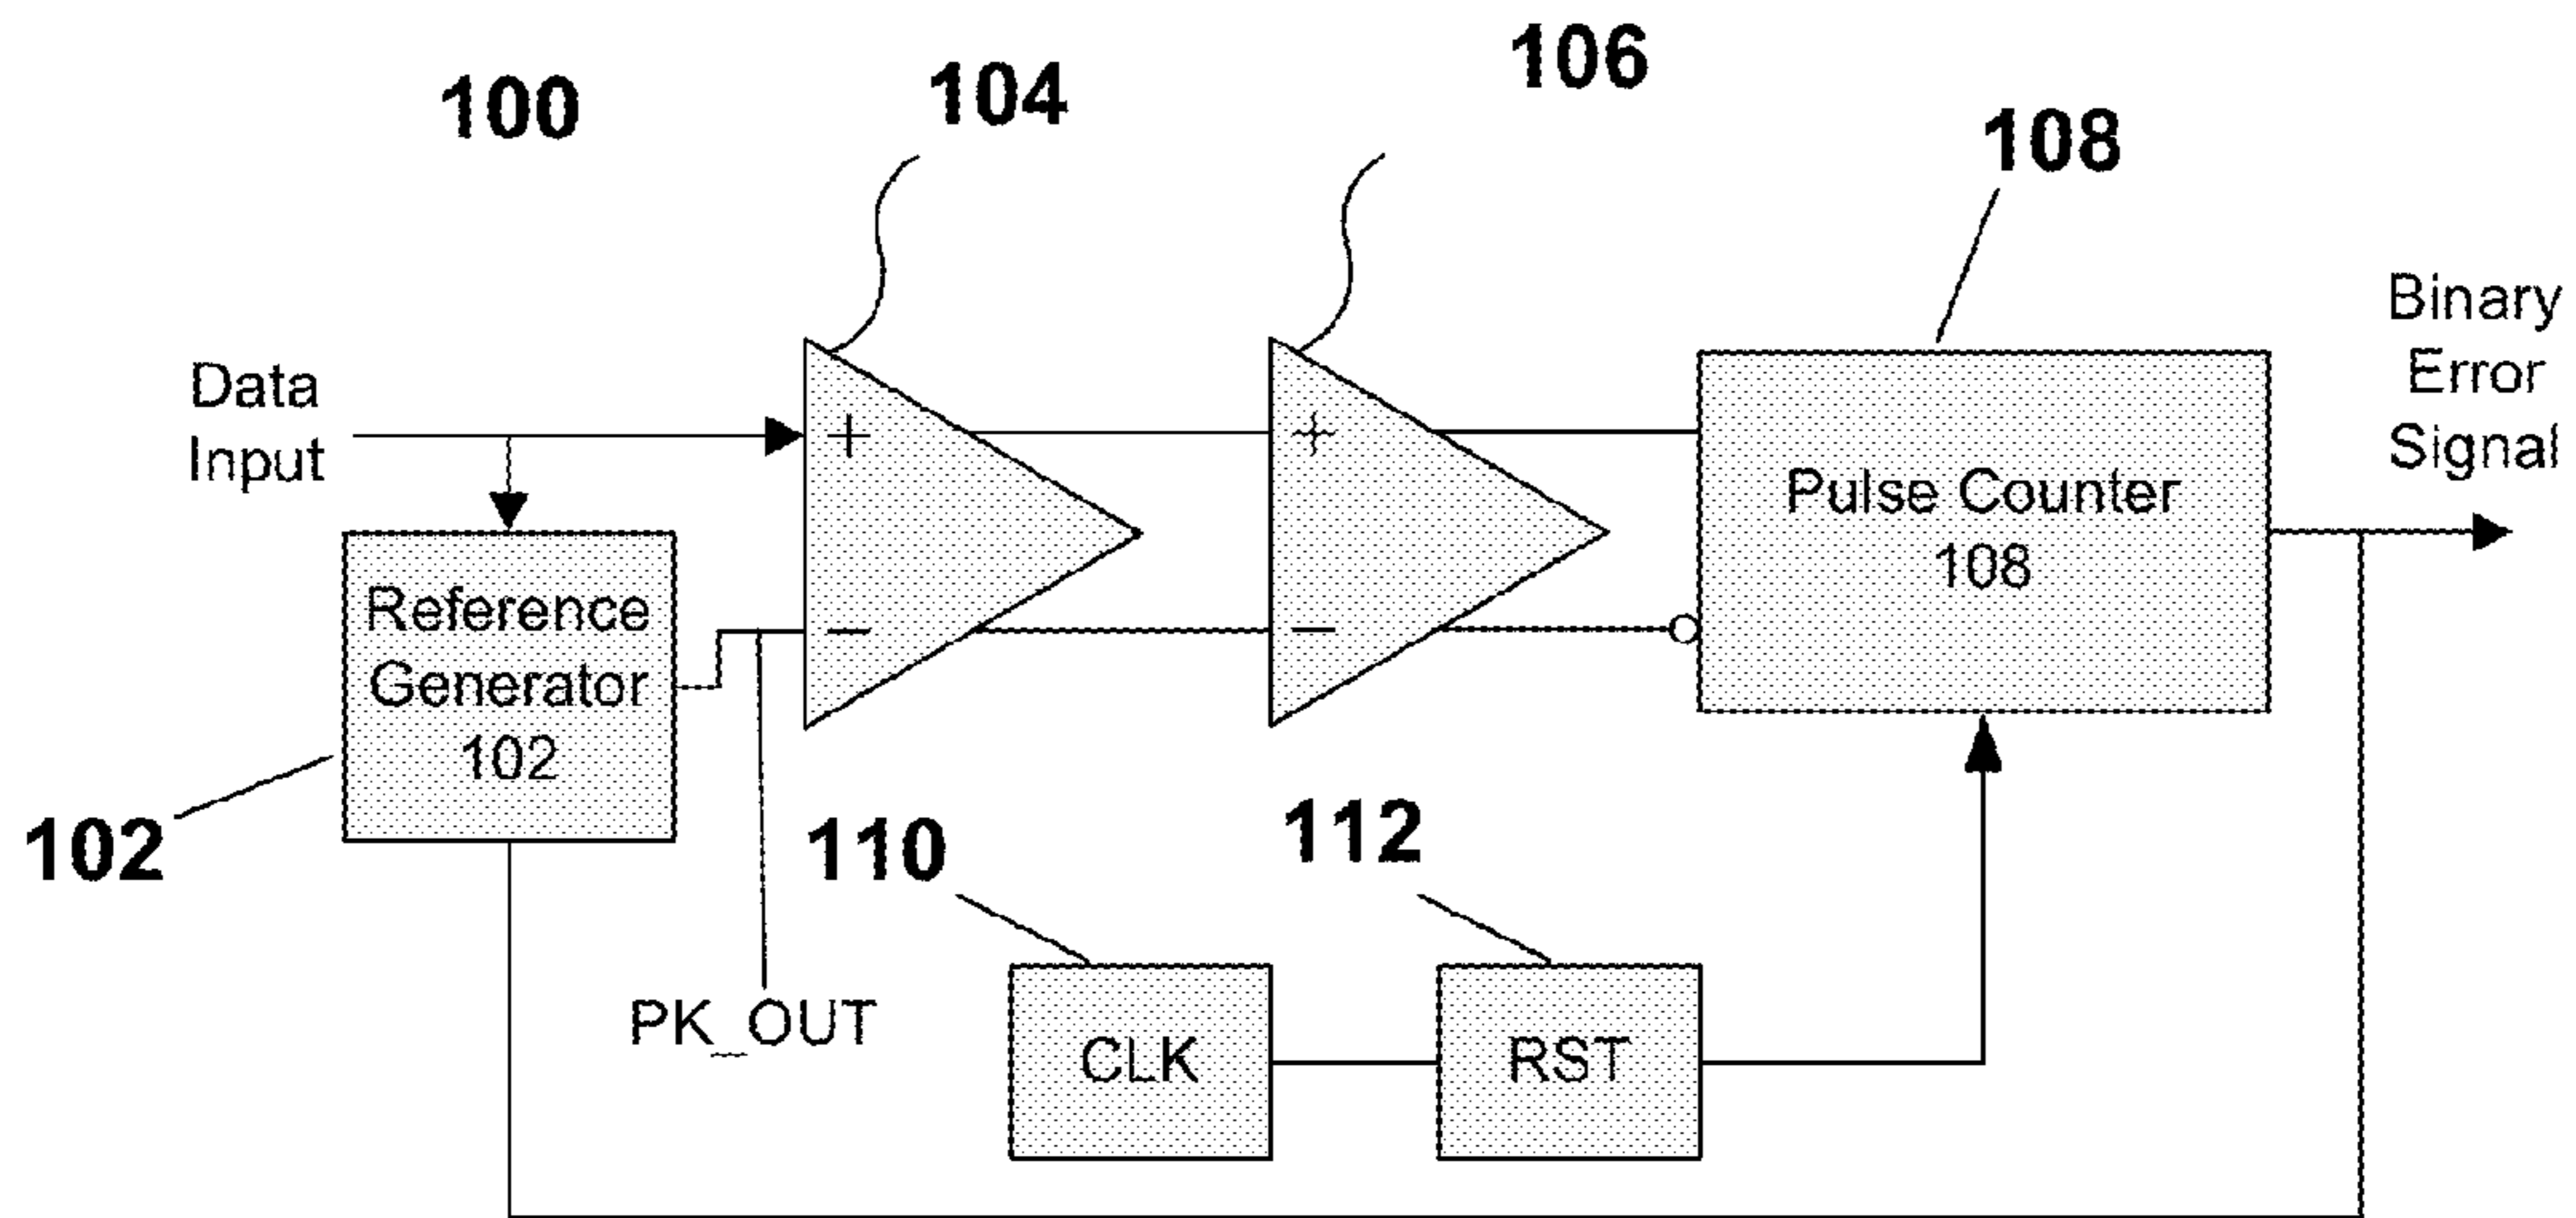 100
104
106
108
Data
Input
+
+
Pulse Counter
108
Binary
Error
Signal
Reference
Generator
102
−
−
102
PK_OUT
110
112
CLK
RST